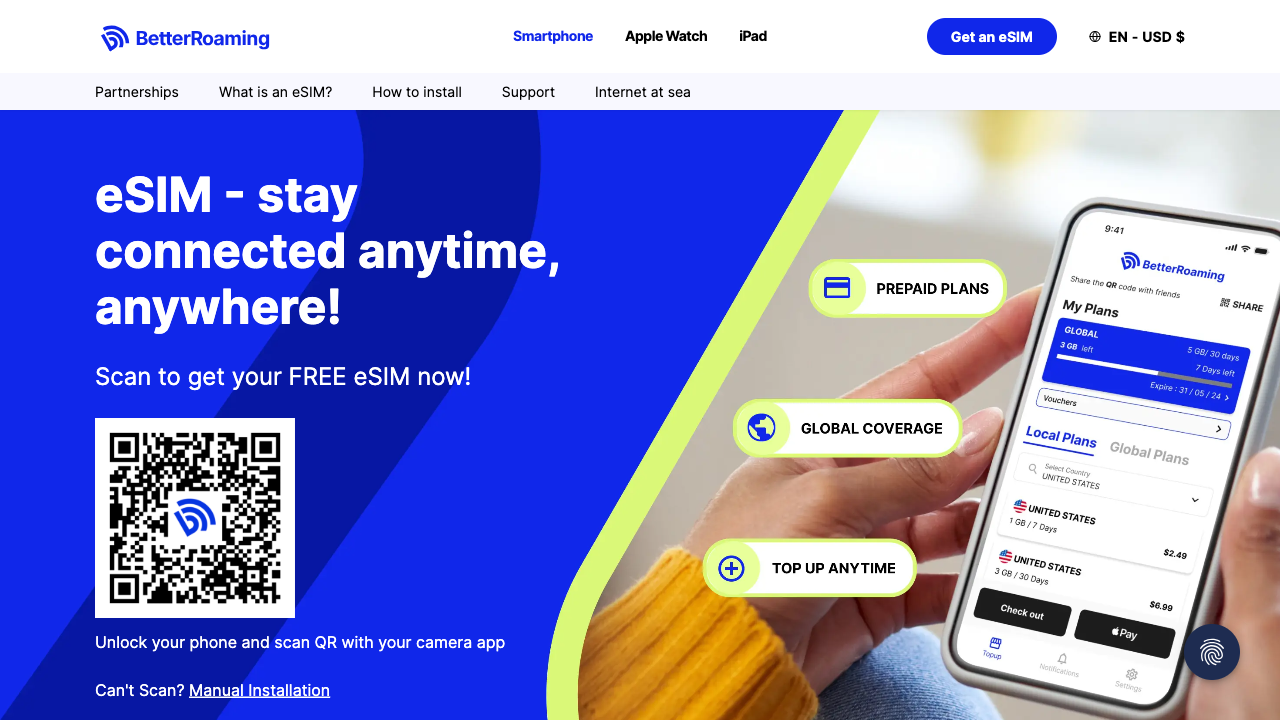 BetterRoaming
Smartphone
Apple Watch
iPad
Get an eSIM
EN - USD $
Partnerships
What is an eSIM?
How to install
Support
Internet at sea
eSIM - stay
connected anytime,
anywhere!
Scan to get your FREE eSIM now!
Unlock your phone and scan QR with your camera app
Can't Scan? Manual Installation
PREPAID PLANS
GLOBAL COVERAGE
TOP UP ANYTIME
9:41
BetterRoaming
Share the QR code with friends
SHARE
My Plans
GLOBAL
5 GB/ 30 days
3 GB left
7 Days left
Expire : 31 / 05 / 24
Vouchers
Local Plans
Global Plans
Select Country
UNITED STATES
UNITED STATES
1 GB / 7 Days
$2.49
UNITED STATES
3 GB / 30 Days
$6.99
Check out
Pay
Topup
Notifications
Settings